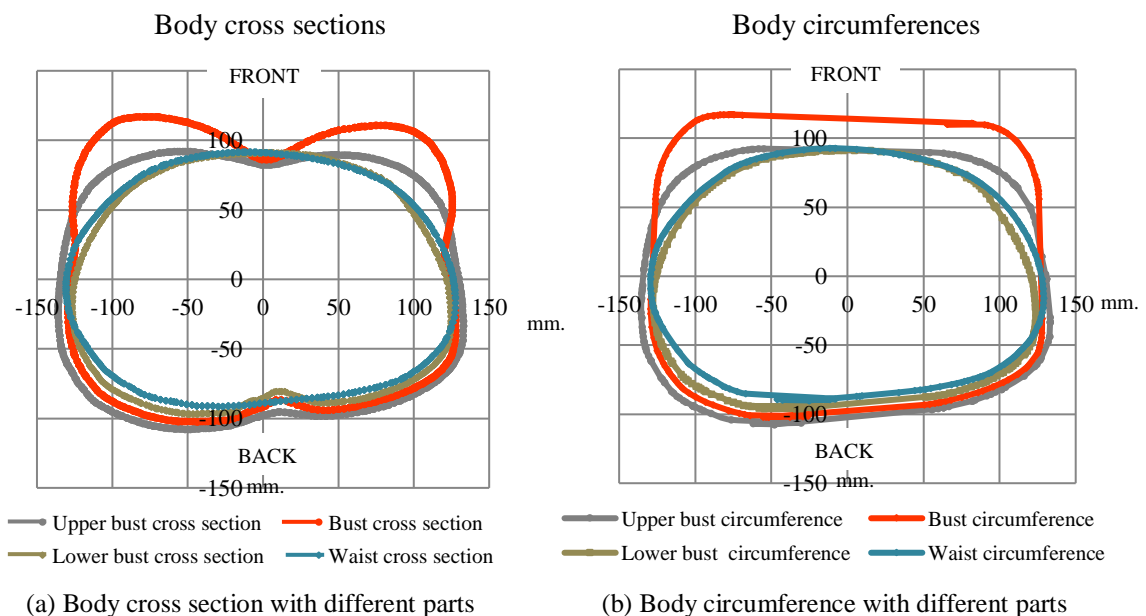 Body cross sections
FRONT
100
50
0
-150 -100 -50 0 50 100 150
mm.
-50
-100
BACK
-150 mm.
Upper bust cross section
Bust cross section
Lower bust cross section
Waist cross section
(a) Body cross section with different parts
Body circumferences
FRONT
100
50
0
-150 -100 -50 0 50 100 150 mm.
-50
-100
BACK
-150 mm.
Upper bust circumference
Bust circumference
Lower bust circumference
Waist circumference
(b) Body circumference with different parts